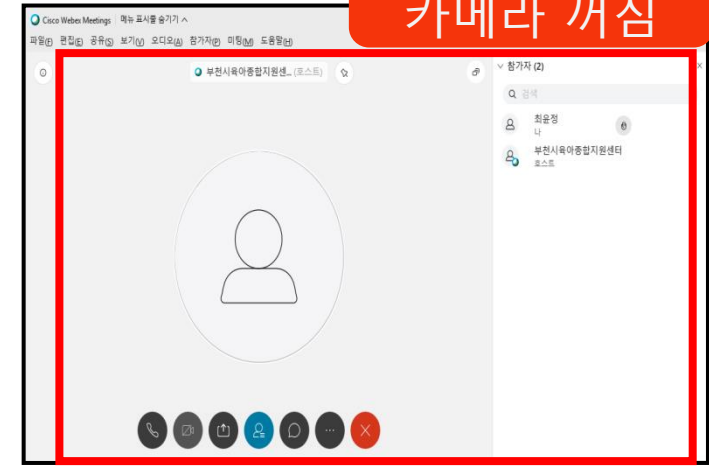 카메라 꺼짐
Cisco Webex Meetings 메뉴 표시줄 숨기기 ^
파일(F) 편집(E) 공유(S) 보기(V) 오디오(A) 참가자(P) 미팅(M) 도움말(H)
부천시육아종합지원센... (호스트)
참가자 (2)
검색
최윤정
나
부천시육아종합지원센터
호스트